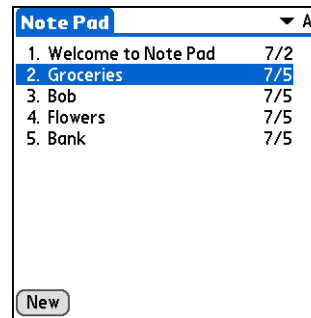 Note Pad A
1. Welcome to Note Pad 7/2
2. Groceries 7/5
3. Bob 7/5
4. Flowers 7/5
5. Bank 7/5
New